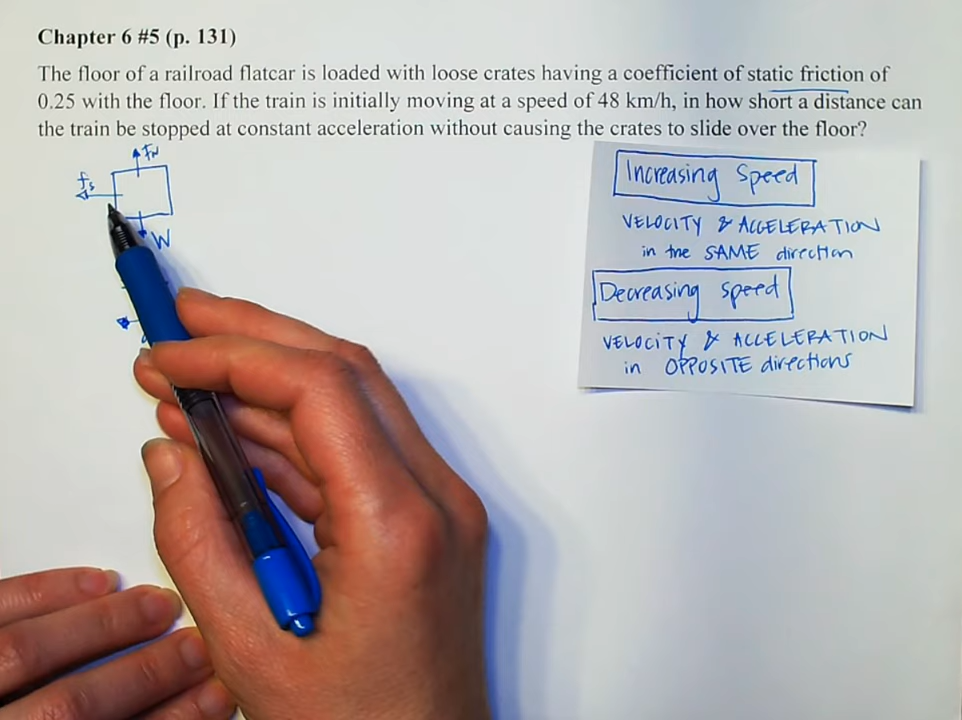 Chapter 6 #5 (p. 131)
The floor of a railroad flatcar is loaded with loose crates having a coefficient of static friction of
0.25 with the floor. If the train is initially moving at a speed of 48 km/h, in how short a distance can
the train be stopped at constant acceleration without causing the crates to slide over the floor?
FN
fs
W
Increasing Speed
VELOCITY & ACCELERATION
in the SAME direction
Decreasing speed
VELOCITY & ACCELERATION
in OPPOSITE directions